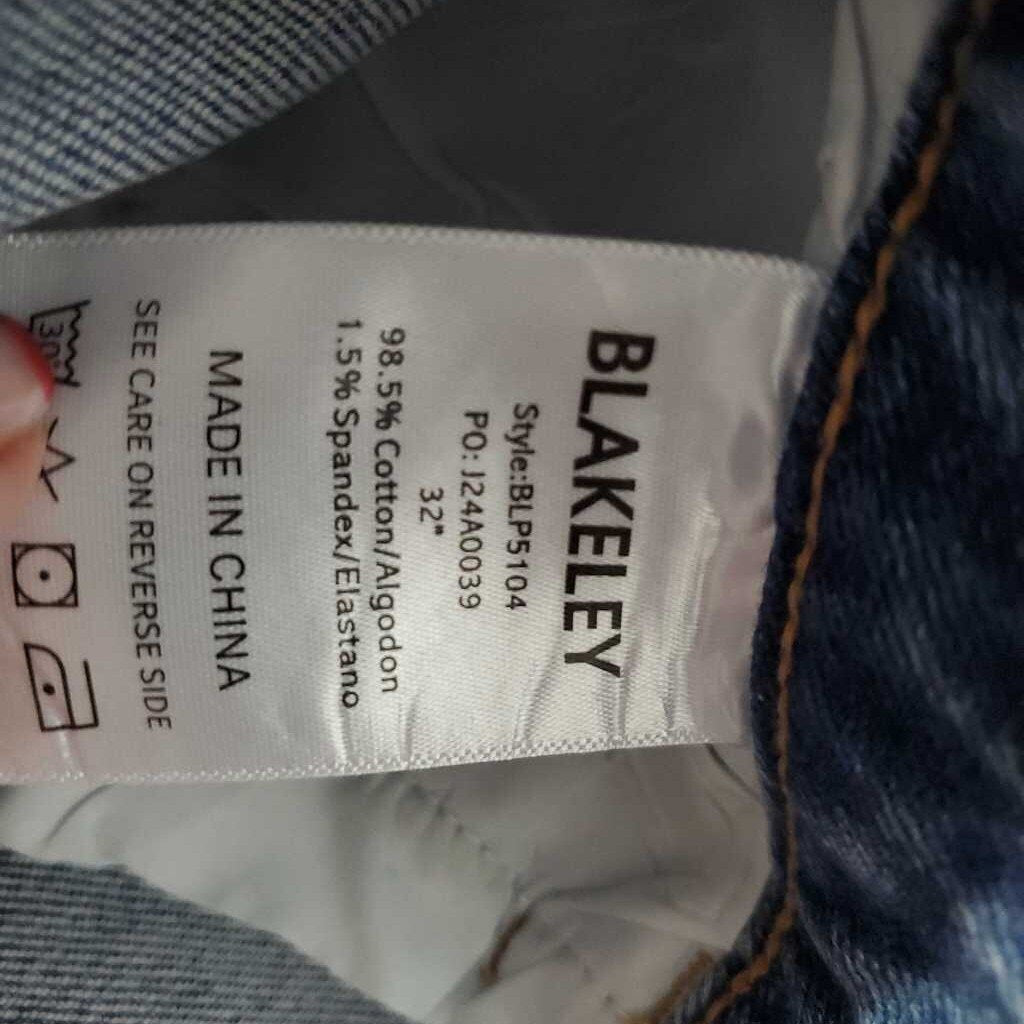 BLAKELEY
Style:BLP5104
PO:J24A0039
32"
98.5% Cotton/Algodon
1.5% Spandex/Elastano
MADE IN CHINA
SEE CARE ON REVERSE SIDE
30°